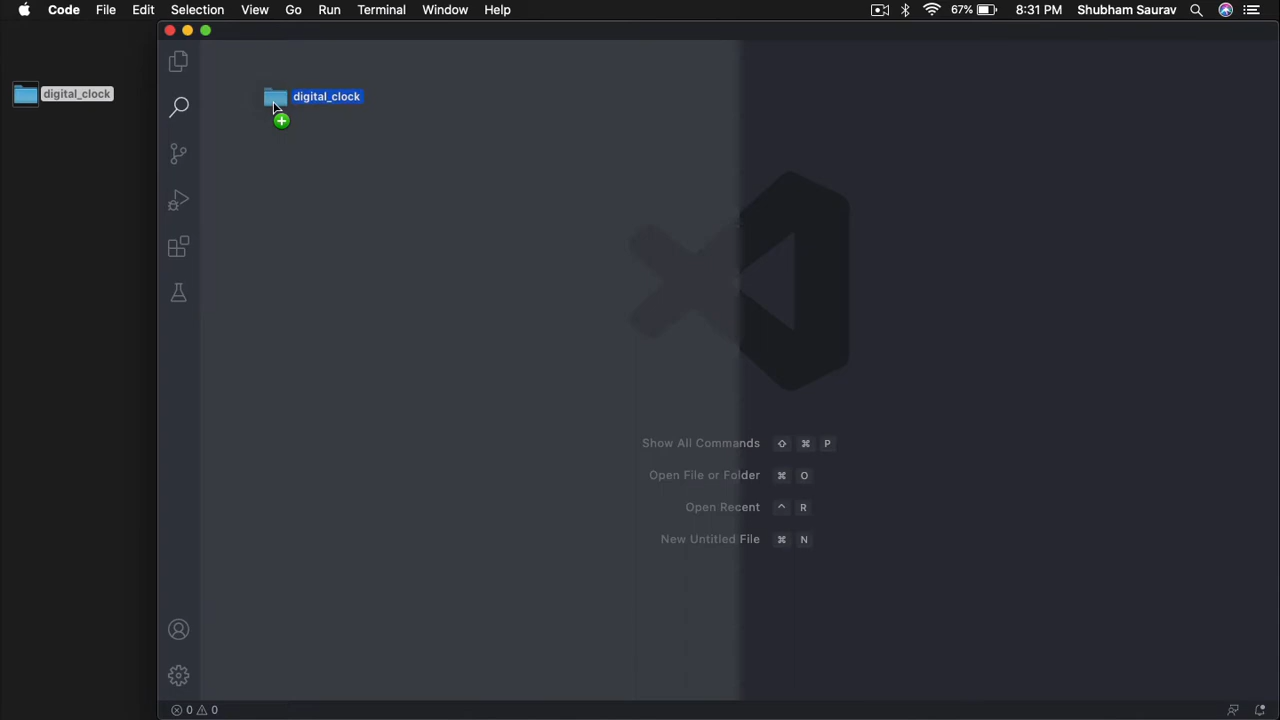 Code File Edit Selection View Go Run Terminal Window Help 67% 8:31 PM Shubham Saurav
digital_clock
digital_clock
Show All Commands ⇧ ⌘ P
Open File or Folder ⌘ O
Open Recent ^ R
New Untitled File ⌘ N
0 0